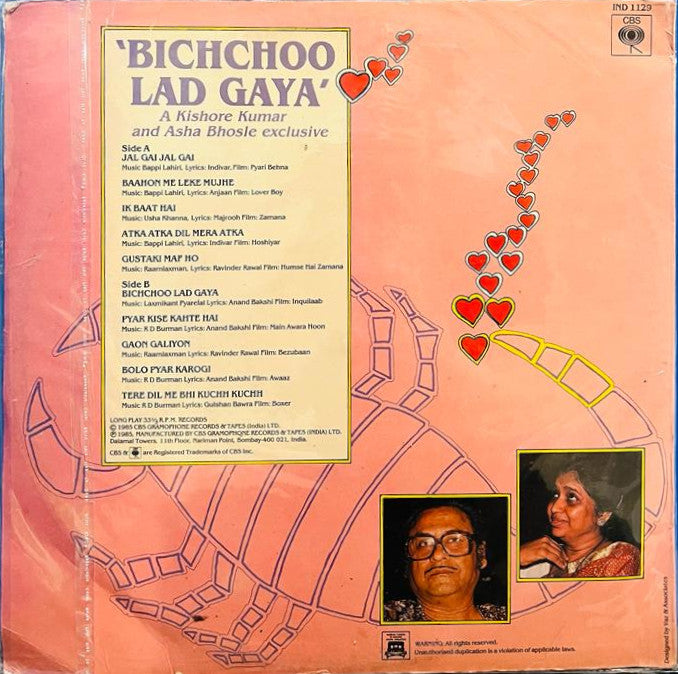 IND 1129
CBS
'BICHCHOO
LAD GAYA'
A Kishore Kumar
and Asha Bhosle exclusive
Side A
JAL GAI JAL GAI
Music: Bappi Lahiri, Lyrics: Indivar, Film: Pyari Behna
BAAHON ME LEKE MUJHE
Music: Bappi Lahiri, Lyrics: Anjaan Film: Lover Boy
IK BAAT HAI
Music: Usha Khanna, Lyrics: Majrooh Film: Zamana
ATKA ATKA DIL MERA ATKA
Music: Bappi Lahiri, Lyrics: Indivar Film: Hoshiyar
GUSTAKI MAF HO
Music: Raamlaxman, Lyrics: Ravinder Rawal Film: Humse Hai Zamana
Side B
BICHCHOO LAD GAYA
Music: Laxmikant Pyarelal Lyrics: Anand Bakshi Film: Inquilaab
PYAR KISE KAHTE HAI
Music: R D Burman Lyrics: Anand Bakshi Film: Main Awara Hoon
GAON GALIYON
Music: Raamlaxman Lyrics: Ravinder Rawal Film: Bezubaan
BOLO PYAR KAROGI
Music: R D Burman Lyrics: Anand Bakshi Film: Awaaz
TERE DIL ME BHI KUCHH KUCHH
Music R D Burman Lyrics: Gulshan Bawra Film: Boxer
LONG PLAY 33⅓ R.P.M. RECORDS
© 1985 CBS GRAMOPHONE RECORDS & TAPES (India) LTD.
℗ 1985, MANUFACTURED BY CBS GRAMOPHONE RECORDS & TAPES (INDIA) LTD.
Dalamal Towers, 11th Floor, Nariman Point, Bombay-400 021, India.
CBS & are Registered Trademarks of CBS Inc.
WARNING: All rights reserved.
Unauthorised duplication is a violation of applicable laws.
Designed by Vaz & Associates